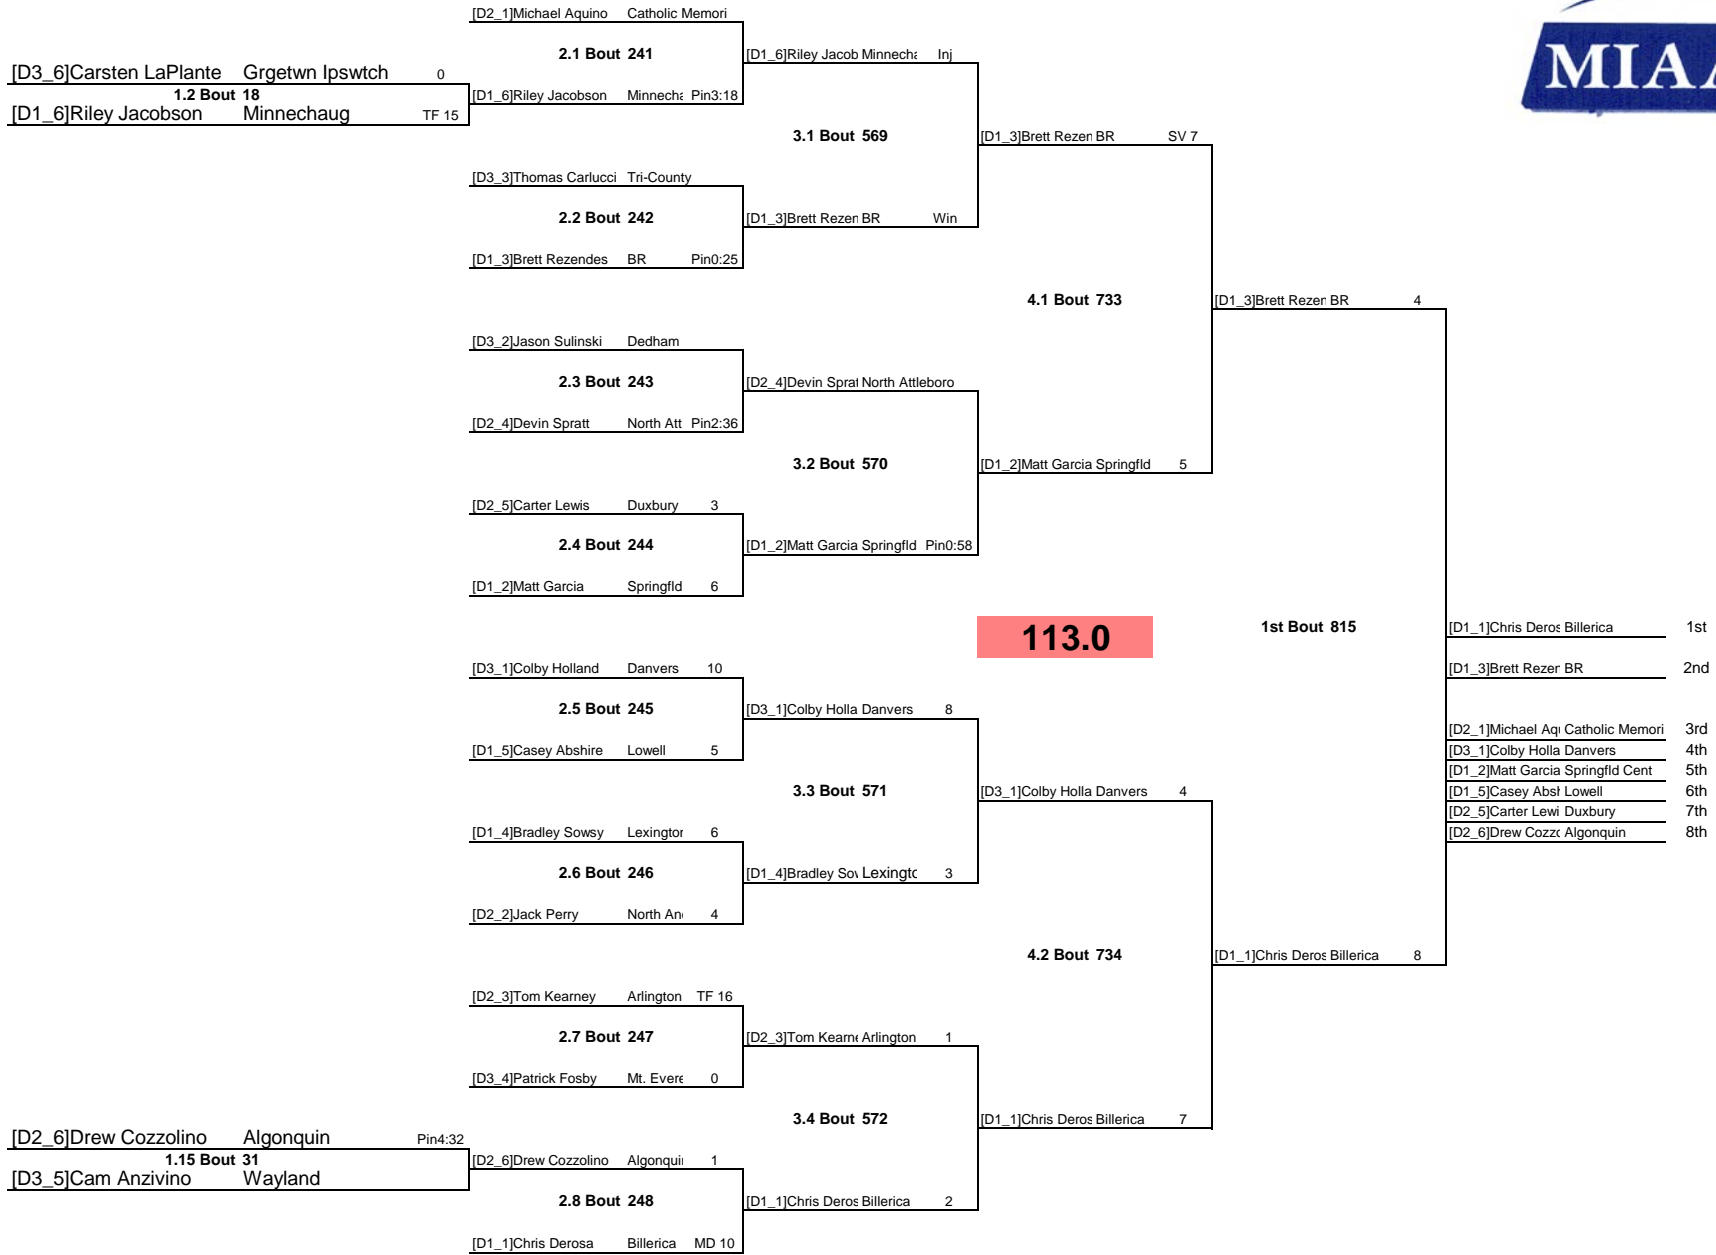 [D2_1]Michael Aquino Catholic Memori
2.1 Bout 241
[D1_6]Riley Jacob Minnecha Inj
[D3_6]Carsten LaPlante Grgetwn Ipswtch 0
1.2 Bout 18
[D1_6]Riley Jacobson Minnechaug TF 15
[D1_6]Riley Jacobson Minnecha Pin3:18
MIAA
3.1 Bout 569
[D1_3]Brett Rezen BR SV 7
[D3_3]Thomas Carlucci Tri-County
2.2 Bout 242
[D1_3]Brett Rezen BR Win
[D1_3]Brett Rezendes BR Pin0:25
4.1 Bout 733
[D1_3]Brett Rezen BR 4
[D3_2]Jason Sulinski Dedham
2.3 Bout 243
[D2_4]Devin Sprat North Attleboro
[D2_4]Devin Spratt North Att Pin2:36
3.2 Bout 570
[D1_2]Matt Garcia Springfld 5
[D2_5]Carter Lewis Duxbury 3
2.4 Bout 244
[D1_2]Matt Garcia Springfld Pin0:58
[D1_2]Matt Garcia Springfld 6
113.0
1st Bout 815
[D1_1]Chris Deros Billerica 1st
[D3_1]Colby Holland Danvers 10
[D1_3]Brett Rezen BR 2nd
2.5 Bout 245
[D3_1]Colby Holla Danvers 8
[D2_1]Michael Aqu Catholic Memori 3rd
[D1_5]Casey Abshire Lowell 5
[D3_1]Colby Holla Danvers 4th
[D1_2]Matt Garcia Springfld Cent 5th
3.3 Bout 571
[D3_1]Colby Holla Danvers 4
[D1_5]Casey Absh Lowell 6th
[D2_5]Carter Lewi Duxbury 7th
[D1_4]Bradley Sowsy Lexington 6
[D2_6]Drew Cozzo Algonquin 8th
2.6 Bout 246
[D1_4]Bradley Sow Lexingto 3
[D2_2]Jack Perry North And 4
4.2 Bout 734
[D1_1]Chris Deros Billerica 8
[D2_3]Tom Kearney Arlington TF 16
2.7 Bout 247
[D2_3]Tom Kearne Arlington 1
[D3_4]Patrick Fosby Mt. Evere 0
3.4 Bout 572
[D1_1]Chris Deros Billerica 7
[D2_6]Drew Cozzolino Algonquin Pin4:32
1.15 Bout 31
[D3_5]Cam Anzivino Wayland
[D2_6]Drew Cozzolino Algonqui 1
2.8 Bout 248
[D1_1]Chris Deros Billerica 2
[D1_1]Chris Derosa Billerica MD 10